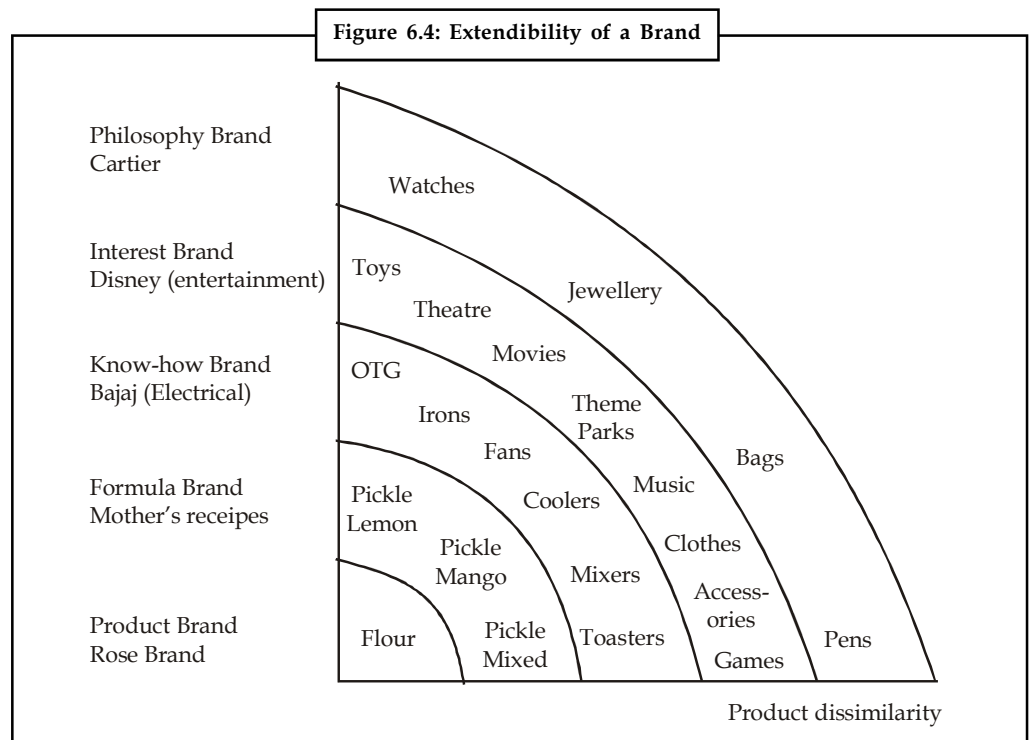 Figure 6.4: Extendibility of a Brand
Philosophy Brand
Cartier
Watches
Interest Brand
Disney (entertainment)
Toys
Theatre
Jewellery
Movies
Know-how Brand
Bajaj (Electrical)
OTG
Irons
Theme
Parks
Fans
Bags
Music
Formula Brand
Mother's receipes
Pickle
Lemon
Coolers
Clothes
Pickle
Mango
Mixers
Access-
ories
Product Brand
Rose Brand
Flour
Pickle
Mixed
Toasters
Games
Pens
Product dissimilarity